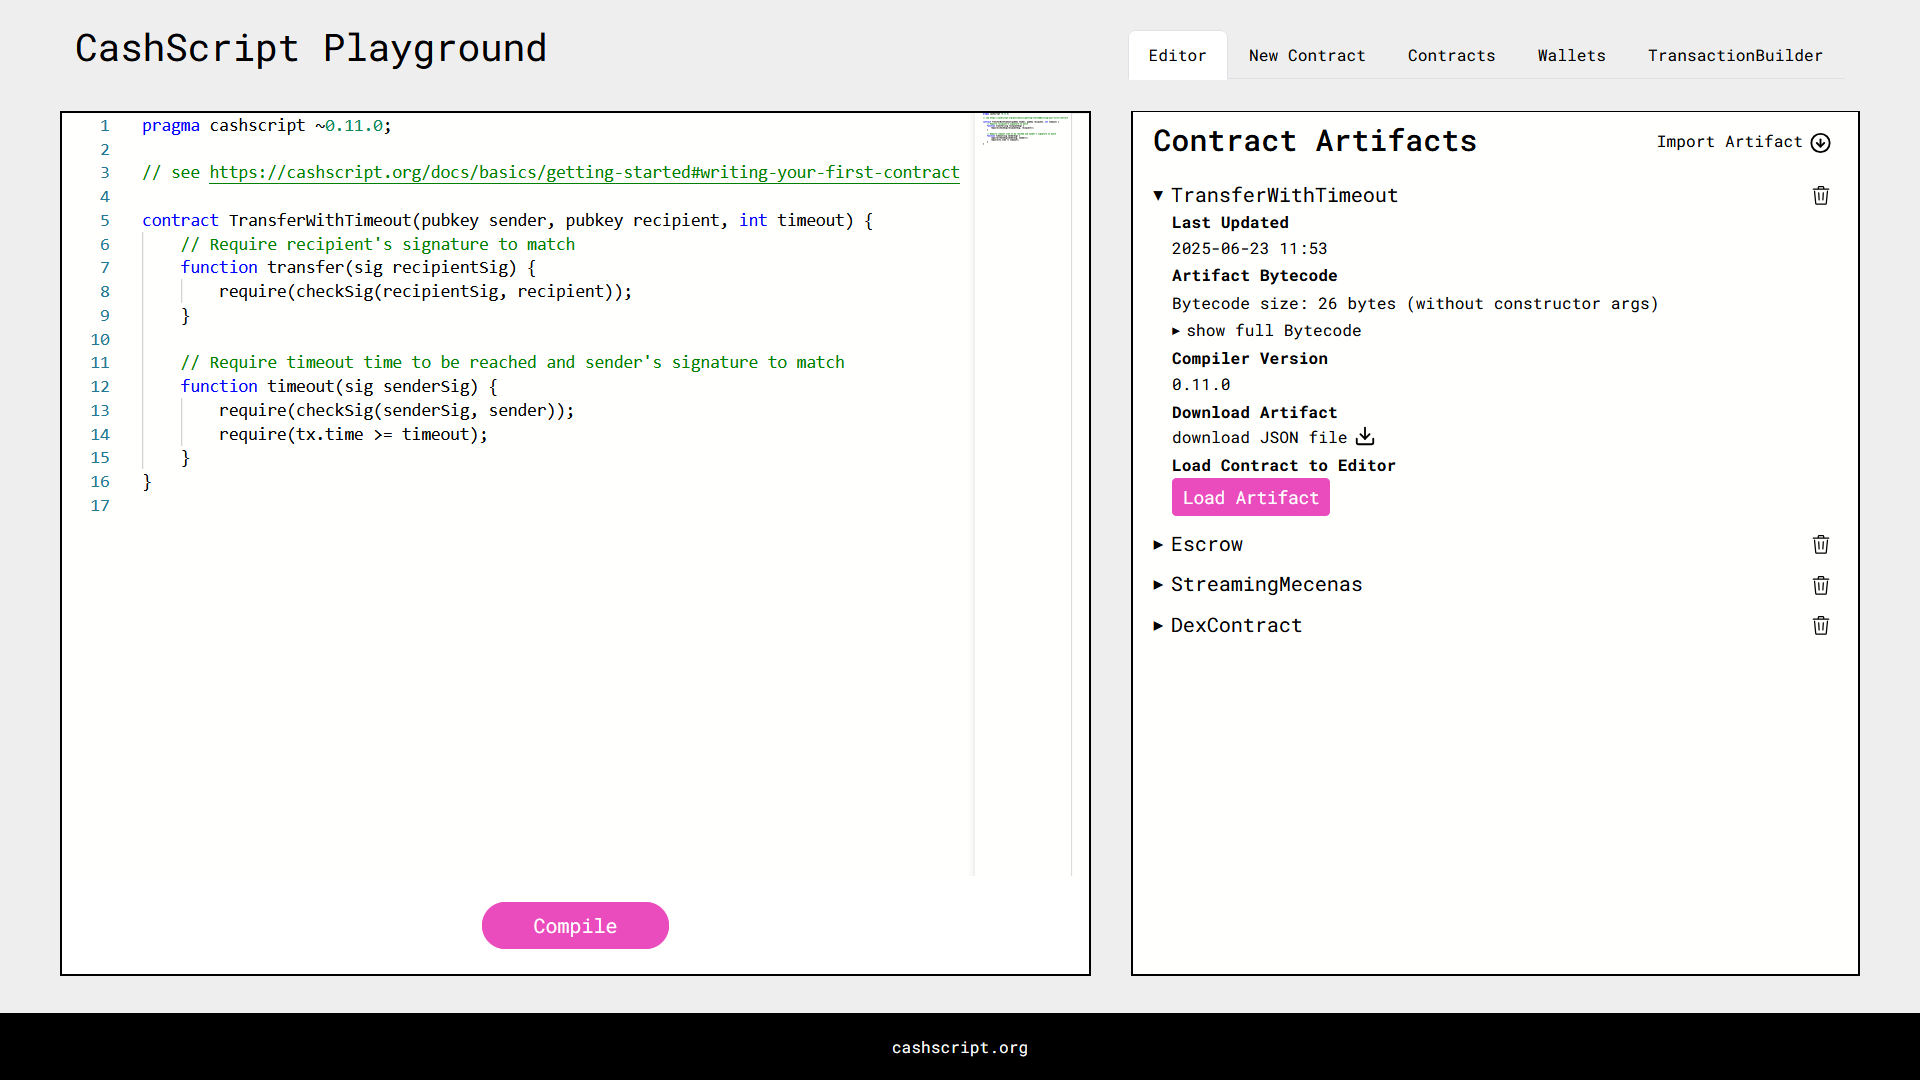 CashScript Playground
Editor
New Contract
Contracts
Wallets
TransactionBuilder
1 pragma cashscript ~0.11.0;
2
3 // see https://cashscript.org/docs/basics/getting-started#writing-your-first-contract
4
5 contract TransferWithTimeout(pubkey sender, pubkey recipient, int timeout) {
6     // Require recipient's signature to match
7     function transfer(sig recipientSig) {
8         require(checkSig(recipientSig, recipient));
9     }
10
11     // Require timeout time to be reached and sender's signature to match
12     function timeout(sig senderSig) {
13         require(checkSig(senderSig, sender));
14         require(tx.time >= timeout);
15     }
16 }
17
Compile
Contract Artifacts
Import Artifact
▼ TransferWithTimeout
Last Updated
2025-06-23 11:53
Artifact Bytecode
Bytecode size: 26 bytes (without constructor args)
▸ show full Bytecode
Compiler Version
0.11.0
Download Artifact
download JSON file
Load Contract to Editor
Load Artifact
▸ Escrow
▸ StreamingMecenas
▸ DexContract
cashscript.org